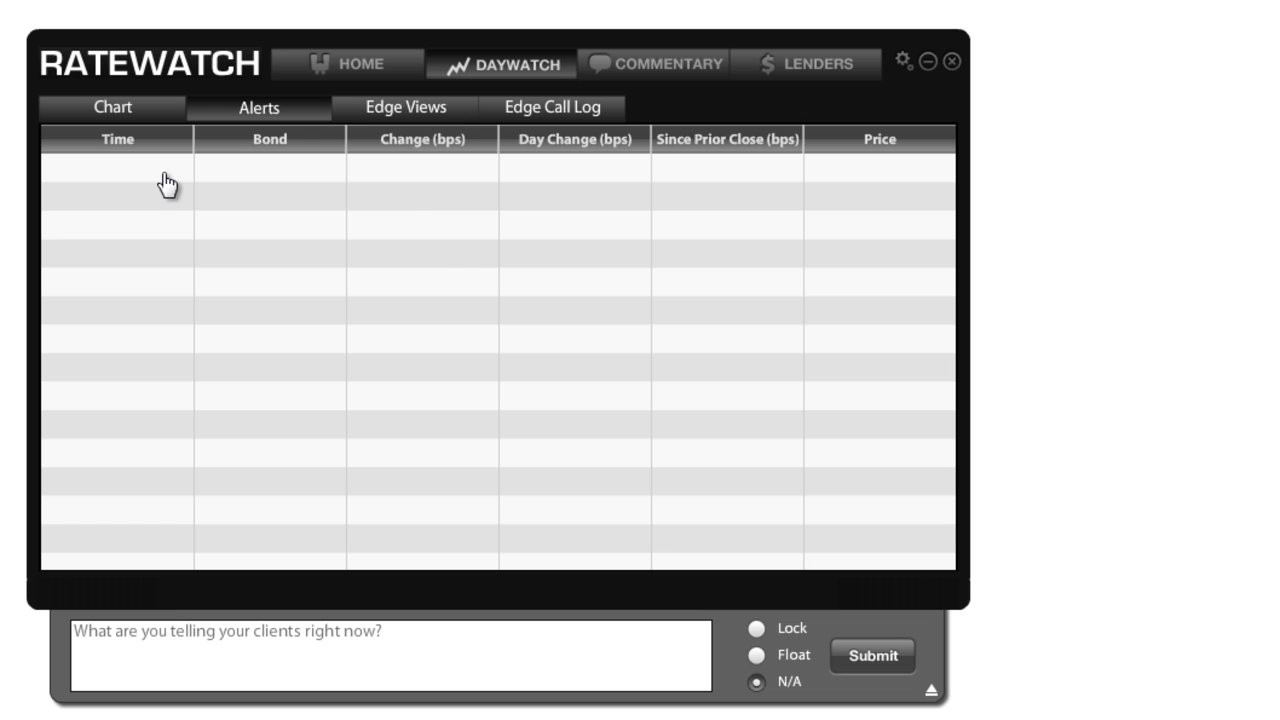 RATEWATCH HOME DAYWATCH COMMENTARY $ LENDERS
Chart Alerts Edge Views Edge Call Log
Time Bond Change (bps) Day Change (bps) Since Prior Close (bps) Price
What are you telling your clients right now?
Lock
Float
Submit
N/A